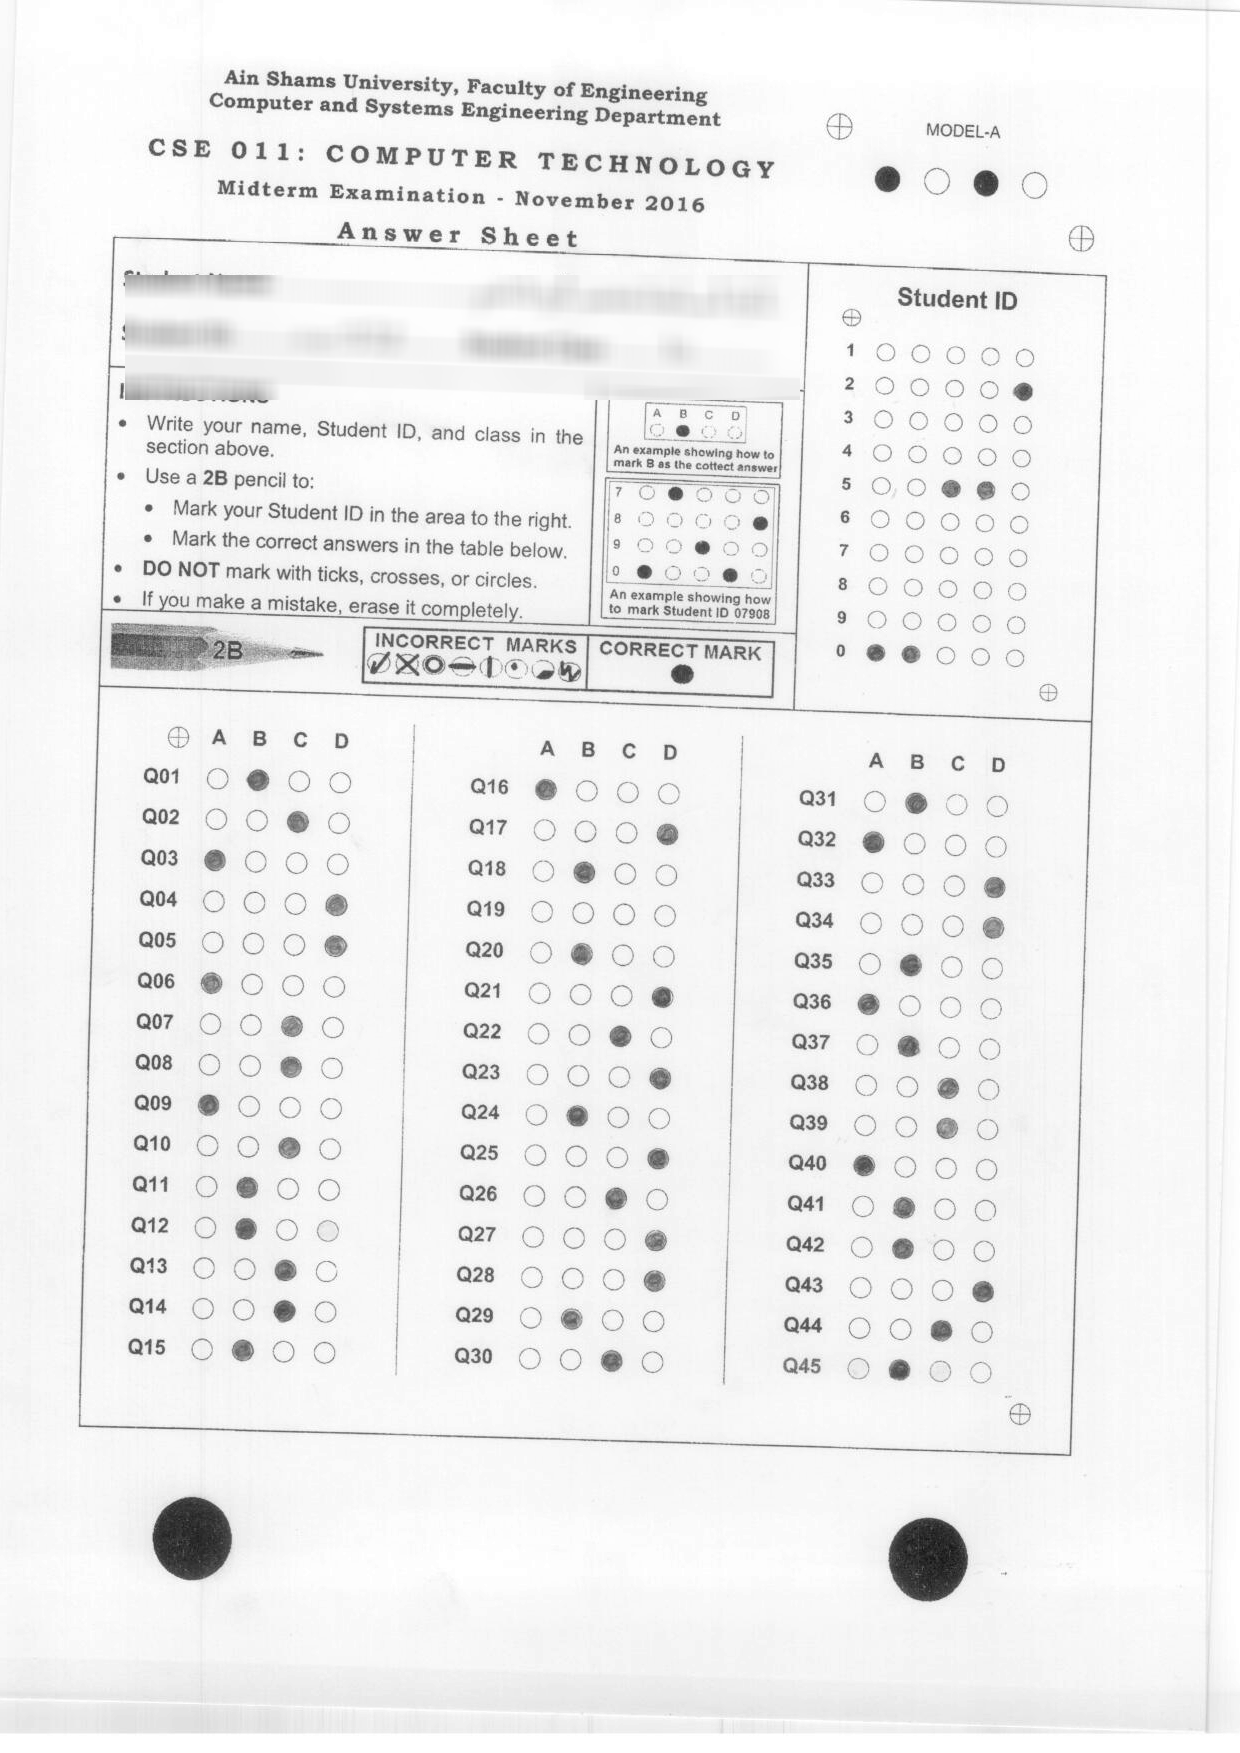 Ain Shams University, Faculty of Engineering
Computer and Systems Engineering Department
CSE 011: COMPUTER TECHNOLOGY
Midterm Examination - November 2016
Answer Sheet
MODEL-A
Student ID
1
2
3
4
5
6
7
8
9
0
• Write your name, Student ID, and class in the
section above.
• Use a 2B pencil to:
• Mark your Student ID in the area to the right.
• Mark the correct answers in the table below.
• DO NOT mark with ticks, crosses, or circles.
• If you make a mistake, erase it completely.
A B C D
An example showing how to
mark B as the cottect answer
7
8
9
0
An example showing how
to mark Student ID 07908
2B
INCORRECT MARKS
CORRECT MARK
A B C D
Q01
Q02
Q03
Q04
Q05
Q06
Q07
Q08
Q09
Q10
Q11
Q12
Q13
Q14
Q15
A B C D
Q16
Q17
Q18
Q19
Q20
Q21
Q22
Q23
Q24
Q25
Q26
Q27
Q28
Q29
Q30
A B C D
Q31
Q32
Q33
Q34
Q35
Q36
Q37
Q38
Q39
Q40
Q41
Q42
Q43
Q44
Q45